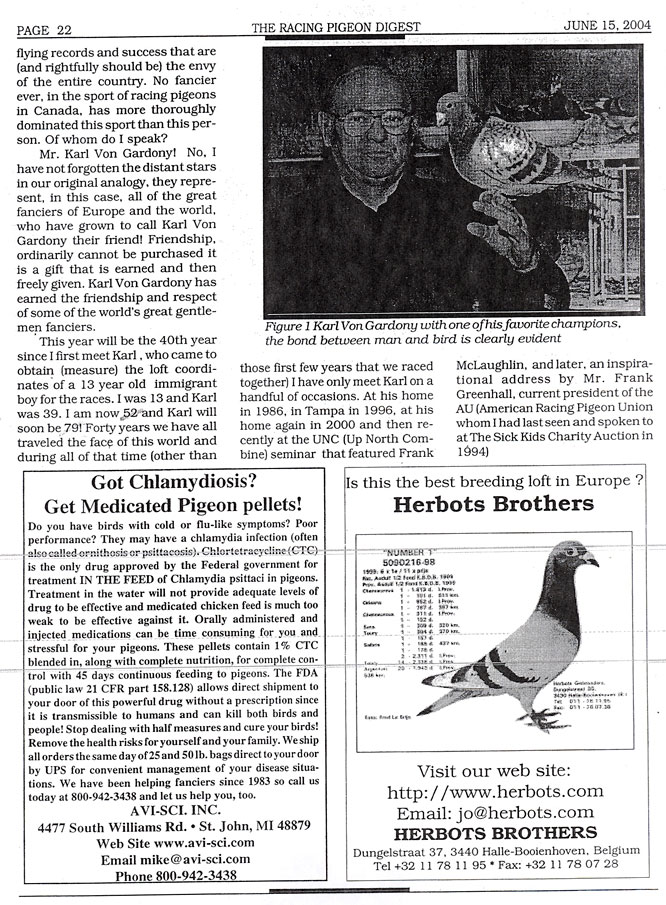 PAGE 22
THE RACING PIGEON DIGEST
JUNE 15, 2004
flying records and success that are
(and rightfully should be) the envy
of the entire country. No fancier
ever, in the sport of racing pigeons
in Canada, has more thoroughly
dominated this sport than this per-
son. Of whom do I speak?
Mr. Karl Von Gardony! No, I
have not forgotten the distant stars
in our original analogy, they repre-
sent, in this case, all of the great
fanciers of Europe and the world,
who have grown to call Karl Von
Gardony their friend! Friendship,
ordinarily cannot be purchased it
is a gift that is earned and then
freely given. Karl Von Gardony has
earned the friendship and respect
of some of the world's great gentle-
men fanciers.
This year will be the 40th year
since I first meet Karl , who came to
obtain (measure) the loft coordi-
nates of a 13 year old immigrant
boy for the races. I was 13 and Karl
was 39. I am now 52 and Karl will
soon be 79! Forty years we have all
traveled the face of this world and
during all of that time (other than
Figure 1 Karl Von Gardony with one of his favorite champions,
the bond between man and bird is clearly evident
those first few years that we raced
together) I have only meet Karl on a
handful of occasions. At his home
in 1986, in Tampa in 1996, at his
home again in 2000 and then re-
cently at the UNC (Up North Com-
bine) seminar that featured Frank
McLaughlin, and later, an inspira-
tional address by Mr. Frank
Greenhall, current president of the
AU (American Racing Pigeon Union
whom I had last seen and spoken to
at The Sick Kids Charity Auction in
1994)
Got Chlamydiosis?
Get Medicated Pigeon pellets!
Do you have birds with cold or flu-like symptoms? Poor
performance? They may have a chlamydia infection (often
also called ornithosis or psittacosis). Chlortetracycline (CTC)
is the only drug approved by the Federal government for
treatment IN THE FEED of Chlamydia psittaci in pigeons.
Treatment in the water will not provide adequate levels of
drug to be effective and medicated chicken feed is much too
weak to be effective against it. Orally administered and
injected medications can be time consuming for you and
stressful for your pigeons. These pellets contain 1% CTC
blended in, along with complete nutrition, for complete con-
trol with 45 days continuous feeding to pigeons. The FDA
(public law 21 CFR part 158.128) allows direct shipment to
your door of this powerful drug without a prescription since
it is transmissible to humans and can kill both birds and
people! Stop dealing with half measures and cure your birds!
Remove the health risks for yourself and your family. We ship
all orders the same day of 25 and 50 lb. bags direct to your door
by UPS for convenient management of your disease situa-
tions. We have been helping fanciers since 1983 so call us
today at 800-942-3438 and let us help you, too.
AVI-SCI. INC.
4477 South Williams Rd. • St. John, MI 48879
Web Site www.avi-sci.com
Email mike@avi-sci.com
Phone 800-942-3438
Is this the best breeding loft in Europe ?
Herbots Brothers
"NUMBER 1"
5090216-98
Visit our web site:
http://www.herbots.com
Email: jo@herbots.com
HERBOTS BROTHERS
Dungelstraat 37, 3440 Halle-Booienhoven, Belgium
Tel +32 11 78 11 95 * Fax: +32 11 78 07 28